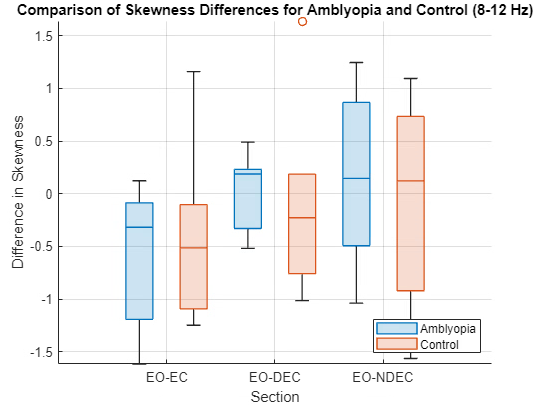 Comparison of Skewness Differences for Amblyopia and Control (8-12 Hz)
1.5
1
0.5
0
-0.5
-1
-1.5
Difference in Skewness
EO-EC
EO-DEC
EO-NDEC
Section
Amblyopia
Control